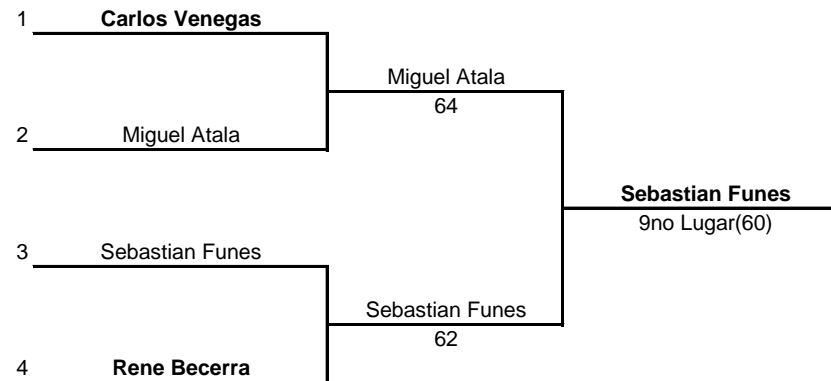 1 Carlos Venegas
Miguel Atala
64
2 Miguel Atala
Sebastian Funes
9no Lugar(60)
3 Sebastian Funes
Sebastian Funes
62
4 Rene Becerra